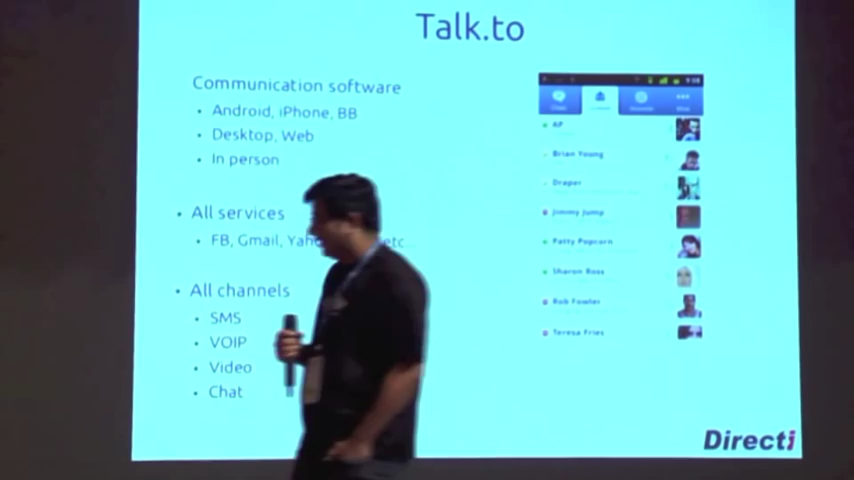 Talk.to
Communication software
• Android, iPhone, BB
• Desktop, Web
• In person
• All services
• FB, Gmail, etc
• All channels
• SMS
• VOIP
• Video
• Chat
AP
Brian Young
Draper
Jimmy Jump
Patty Popcorn
Sharon Ross
Rob Fowler
Teresa Fries
Directi